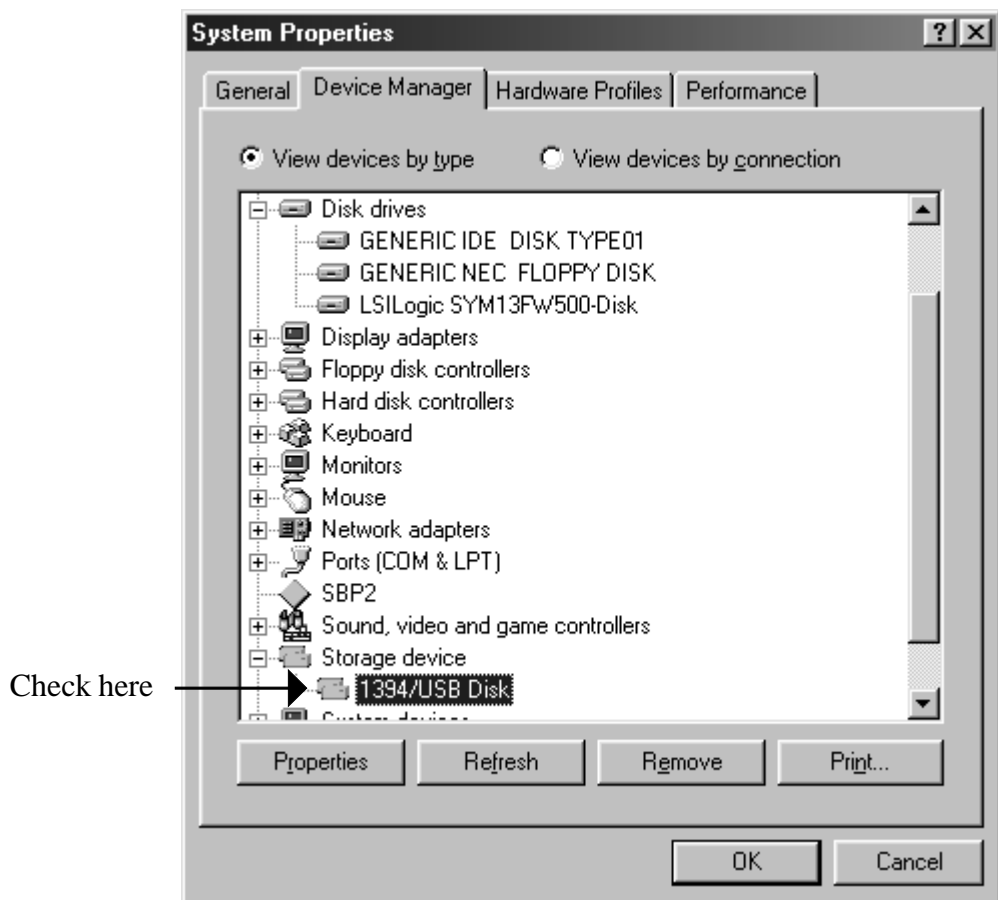 System Properties
General Device Manager Hardware Profiles Performance
View devices by type View devices by connection
Disk drives
GENERIC IDE DISK TYPE01
GENERIC NEC FLOPPY DISK
LSILogic SYM13FW500-Disk
Display adapters
Floppy disk controllers
Hard disk controllers
Keyboard
Monitors
Mouse
Network adapters
Ports (COM & LPT)
SBP2
Sound, video and game controllers
Storage device
Check here 1394/USB Disk
System devices
Properties Refresh Remove Print...
OK Cancel